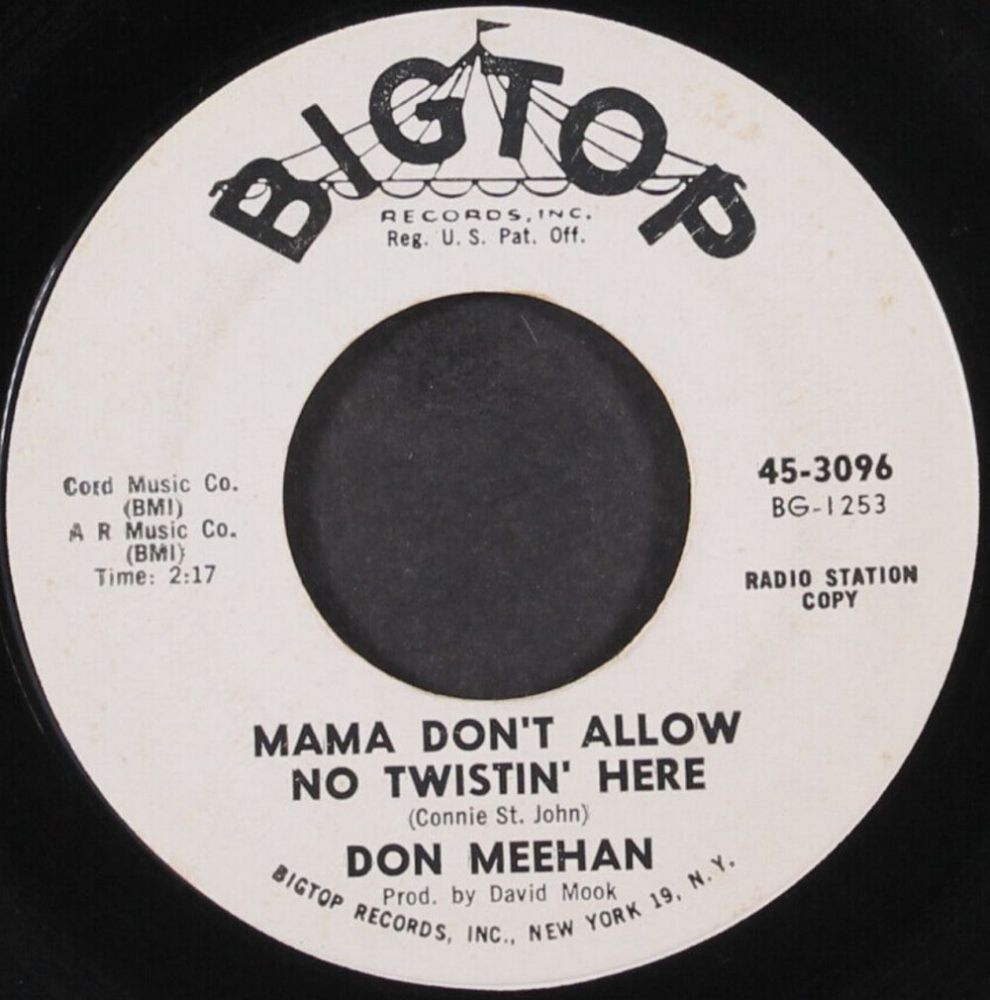 BIGTOP
RECORDS, INC.
Reg. U. S. Pat. Off.
Cord Music Co.
(BMI)
A R Music Co.
(BMI)
Time: 2:17
45-3096
BG-1253
RADIO STATION
COPY
MAMA DON'T ALLOW
NO TWISTIN' HERE
(Connie St. John)
DON MEEHAN
Prod. by David Mook
BIGTOP RECORDS, INC., NEW YORK 19, N. Y.